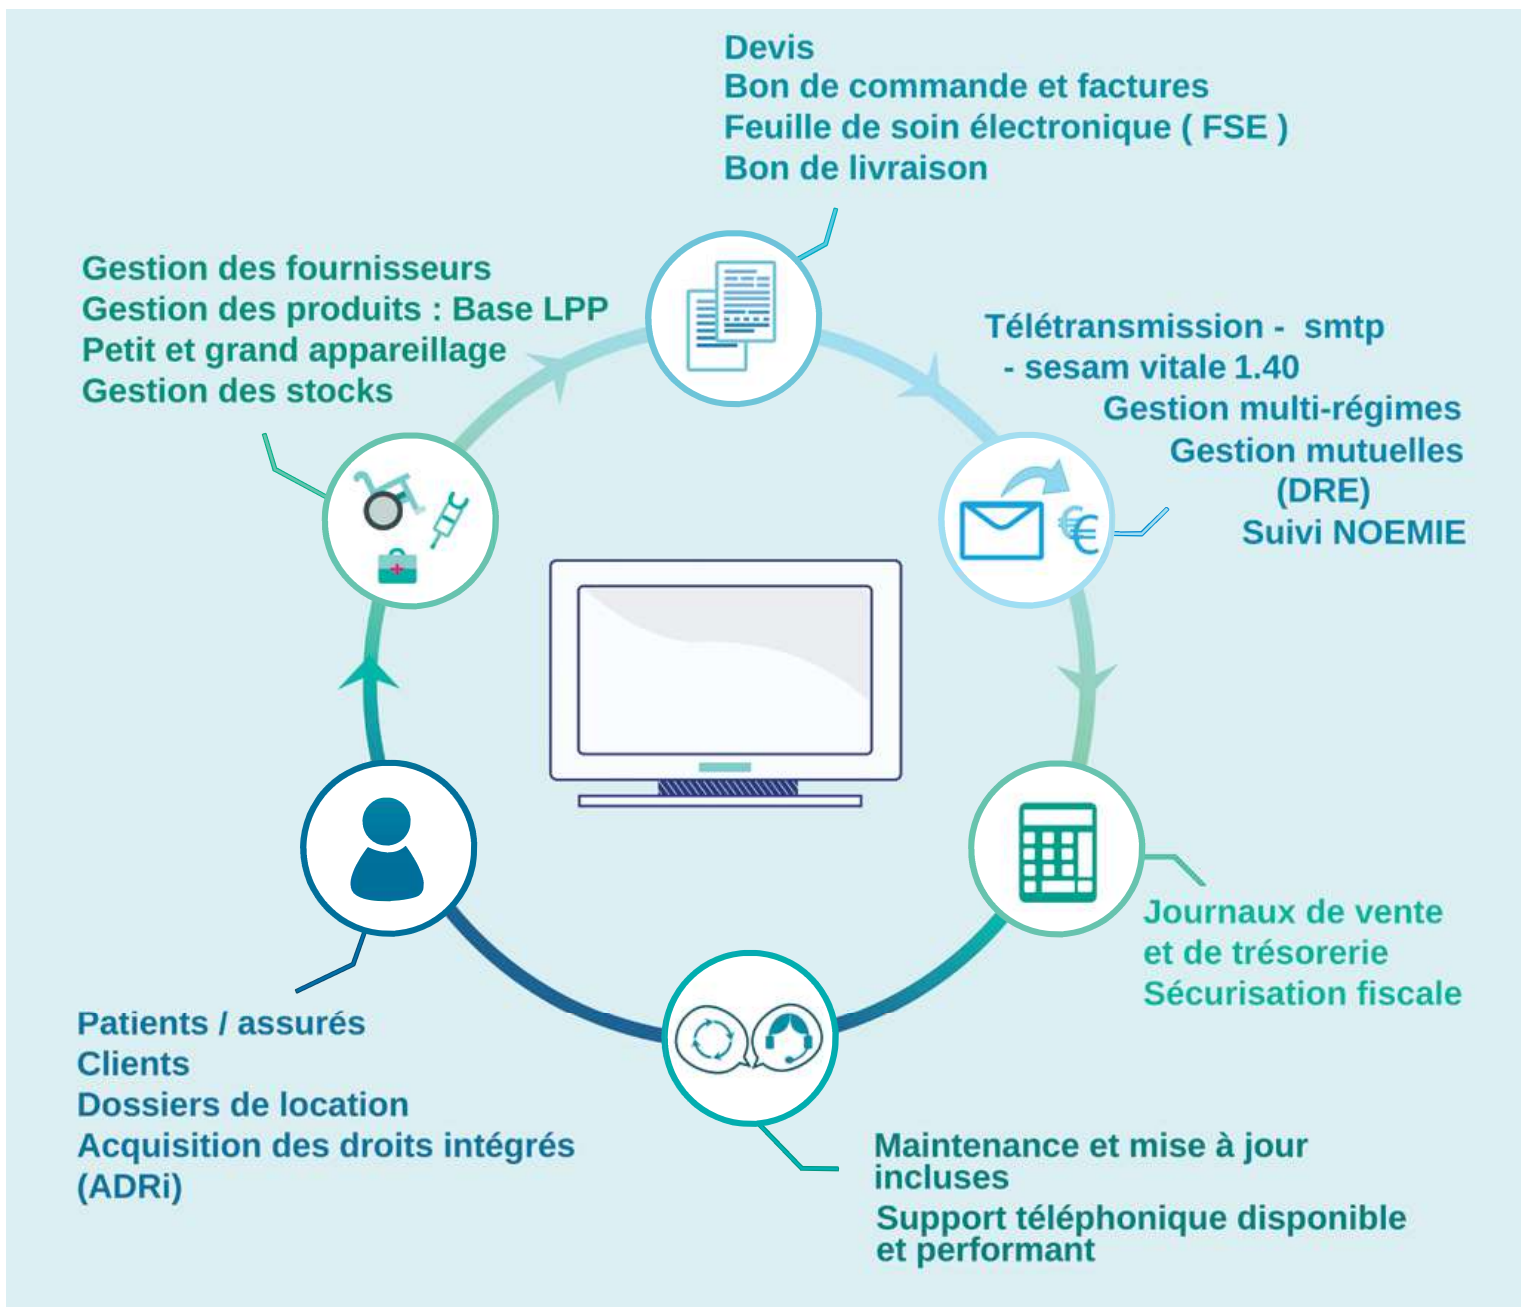 Devis
Bon de commande et factures
Feuille de soin électronique ( FSE )
Bon de livraison
Gestion des fournisseurs
Gestion des produits : Base LPP
Petit et grand appareillage
Gestion des stocks
Télétransmission - smtp
- sesam vitale 1.40
Gestion multi-régimes
Gestion mutuelles
(DRE)
Suivi NOEMIE
Journaux de vente
et de trésorerie
Sécurisation fiscale
Patients / assurés
Clients
Dossiers de location
Acquisition des droits intégrés
(ADRi)
Maintenance et mise à jour
incluses
Support téléphonique disponible
et performant